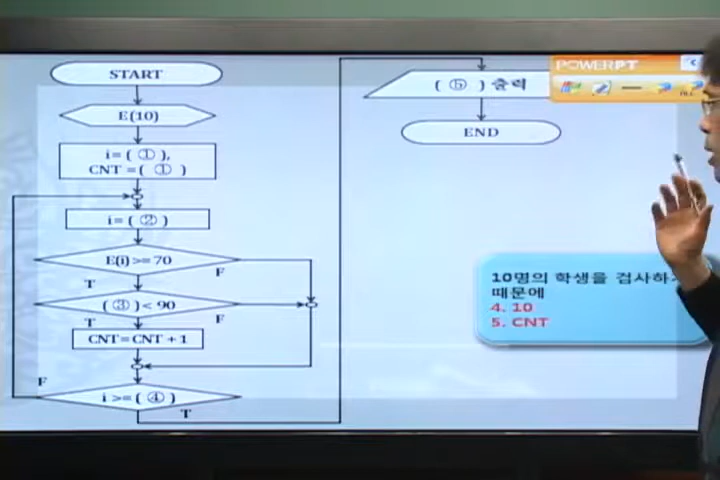 START
E(10)
i= ( ① ),
CNT =( ① )
i= ( ② )
E(i) >= 70
T
F
( ③ ) < 90
T
F
CNT=CNT + 1
F
i >= ( ④ )
T
( ⑤ ) 출력
END
POWERPT
10명의 학생을 검사하
때문에
4. 10
5. CNT